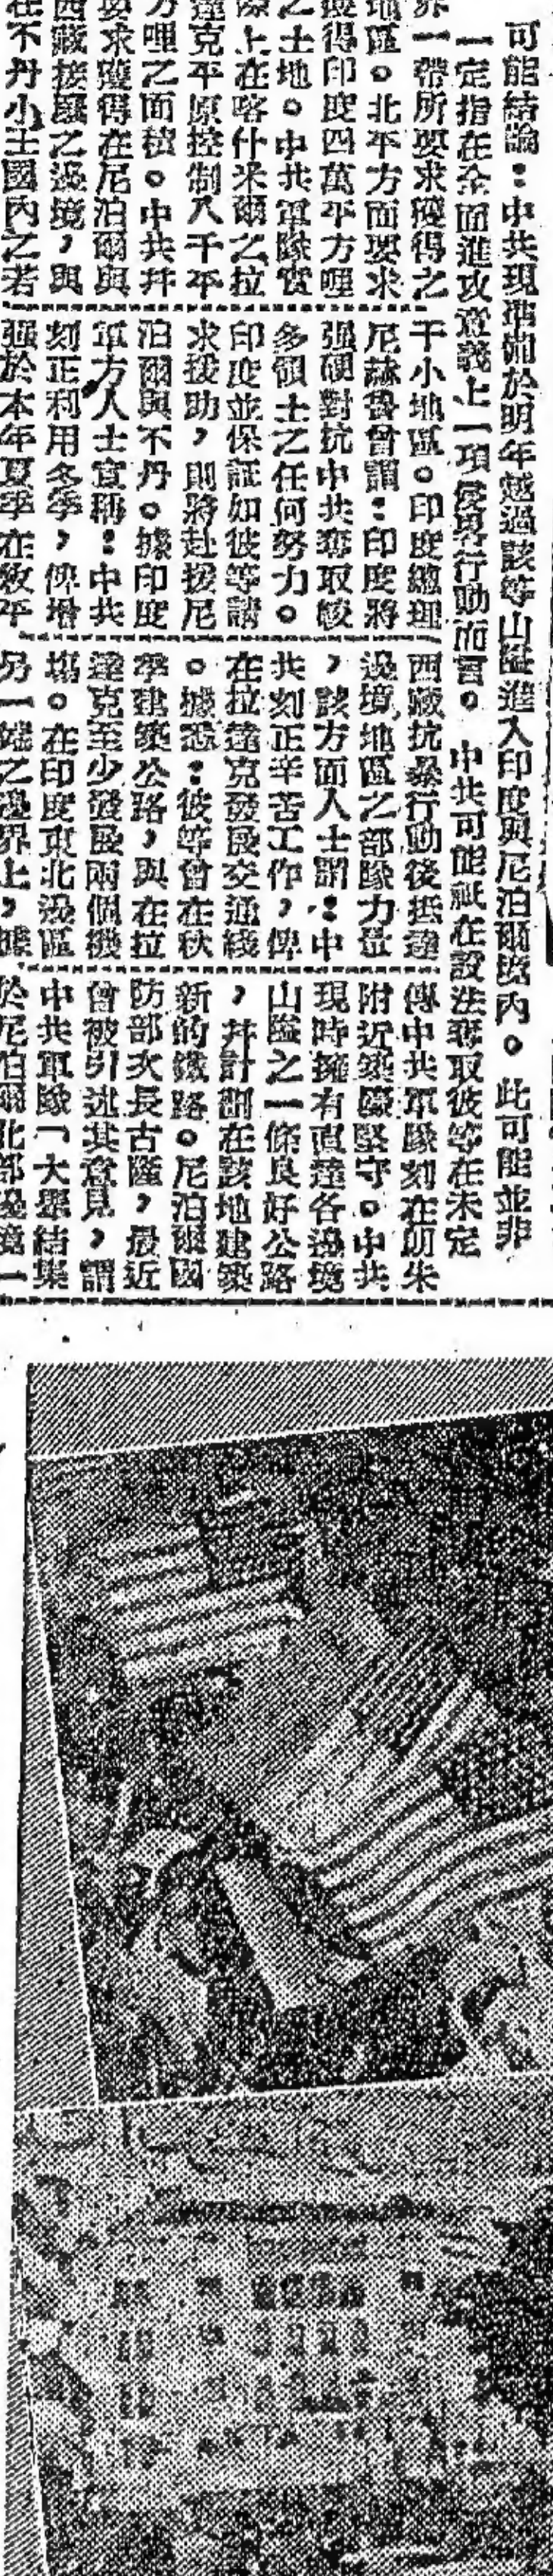 可能結論：中共現準備於明年越過該等山隘進入印度與尼泊爾境內。此可能並非
一定指在全面進攻意義上一項侵畧行動而言。中共可能祇在設法奪取彼等在未定
界一帶所要求獲得之
地區。北平方面要求
獲得印度四萬平方哩
之土地。中共軍隊實
際上在喀什米爾之拉
達克平原控制八千平
方哩之面積。中共并
要求獲得在尼泊爾與
西藏接壤之邊境，與
在不丹小王國內之若
干小地區。印度總理
尼赫魯曾謂：印度將
强硬對抗中共奪取較
多領土之任何努力。
印度並保証如彼等請
求援助，則將赴援尼
泊爾與不丹。據印度
軍方人士宣稱：中共
刻正利用冬季，俾增
强於本年夏季在敉平
西藏抗暴行動後抵達
邊境地區之部隊力量
，該方面人士謂：中
共刻正辛苦工作，俾
在拉達克發展交通綫
。據悉：彼等曾在秋
季建築公路，與在拉
達克至少發展兩個機
塲。在印度東北邊區
另一端之邊界上，據
傳中共軍隊刻在朗朱
附近築壕堅守。中共
現時擁有直達各邊境
山隘之一條良好公路
，并計劃在該地建築
新的鐵路。尼泊爾國
防部次長古隆，最近
曾被引述其意見，謂
中共軍隊「大舉結集
於尼泊爾北部邊境一